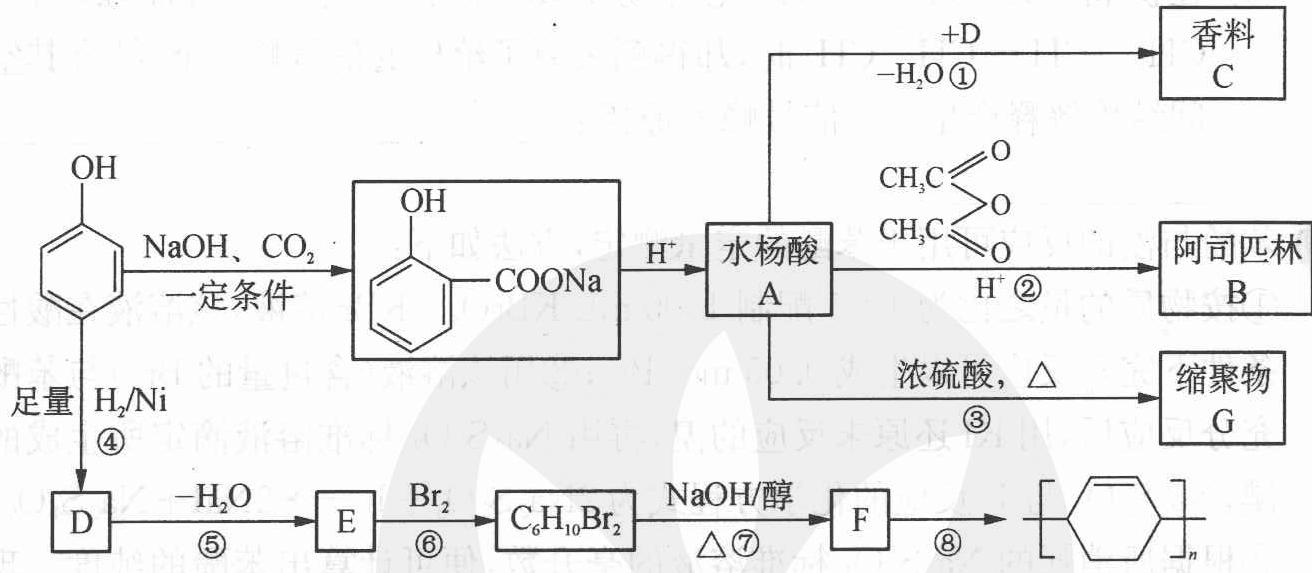 +D
−H₂O ①
香料
C
OH
NaOH、CO₂
一定条件
OH
COONa
H⁺
水杨酸
A
CH₃C
O
O
CH₃C
O
H⁺ ②
阿司匹林
B
浓硫酸，△
③
缩聚物
G
足量 H₂/Ni
④
D
−H₂O
⑤
E
Br₂
⑥
C₆H₁₀Br₂
NaOH/醇
△ ⑦
F
⑧
n